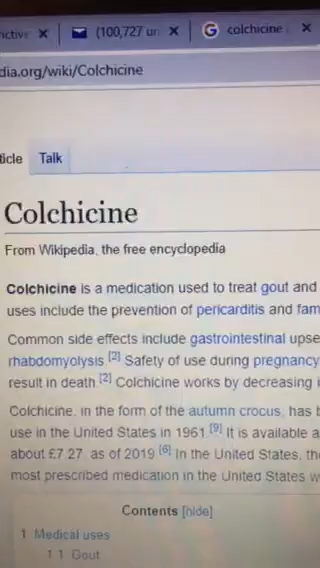 nctive × (100,727 un × G colchicine ×
dia.org/wiki/Colchicine
ticle Talk
Colchicine
From Wikipedia, the free encyclopedia
Colchicine is a medication used to treat gout and
uses include the prevention of pericarditis and fam
Common side effects include gastrointestinal upse
rhabdomyolysis.[2] Safety of use during pregnancy
result in death.[2] Colchicine works by decreasing i
Colchicine, in the form of the autumn crocus, has b
use in the United States in 1961.[9] It is available a
about £7.27, as of 2019.[6] In the United States, the
most prescribed medication in the United States w
Contents [hide]
1 Medical uses
1.1 Gout